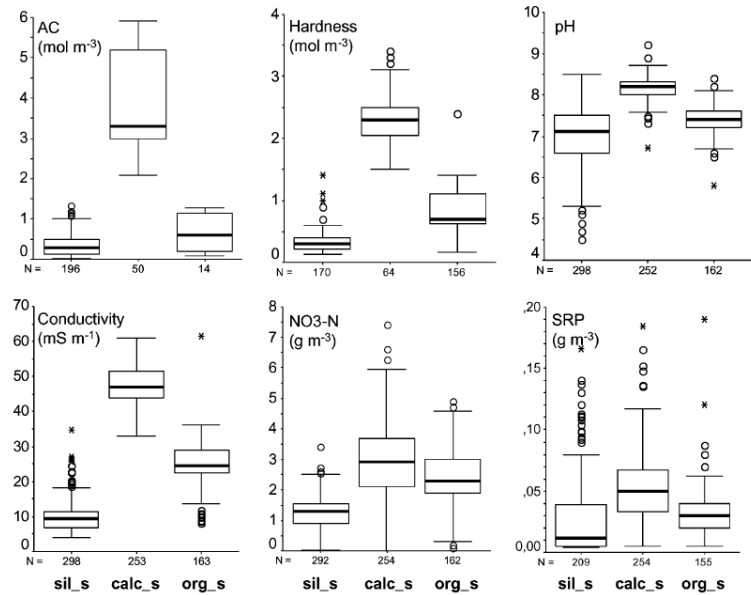 AC
(mol m-3)
6
5
4
3
2
1
0
N = 196 50 14
Hardness
(mol m-3)
4
3
2
1
0
N = 170 64 156
pH
10
9
8
7
6
5
4
N = 298 252 162
Conductivity
(mS m-1)
70
60
50
40
30
20
10
0
N = 298 253 163
sil_s calc_s org_s
NO3-N
(g m-3)
8
7
6
5
4
3
2
1
0
N = 292 254 162
sil_s calc_s org_s
SRP
(g m-3)
,20
,15
,10
,05
0,00
N = 209 254 155
sil_s calc_s org_s